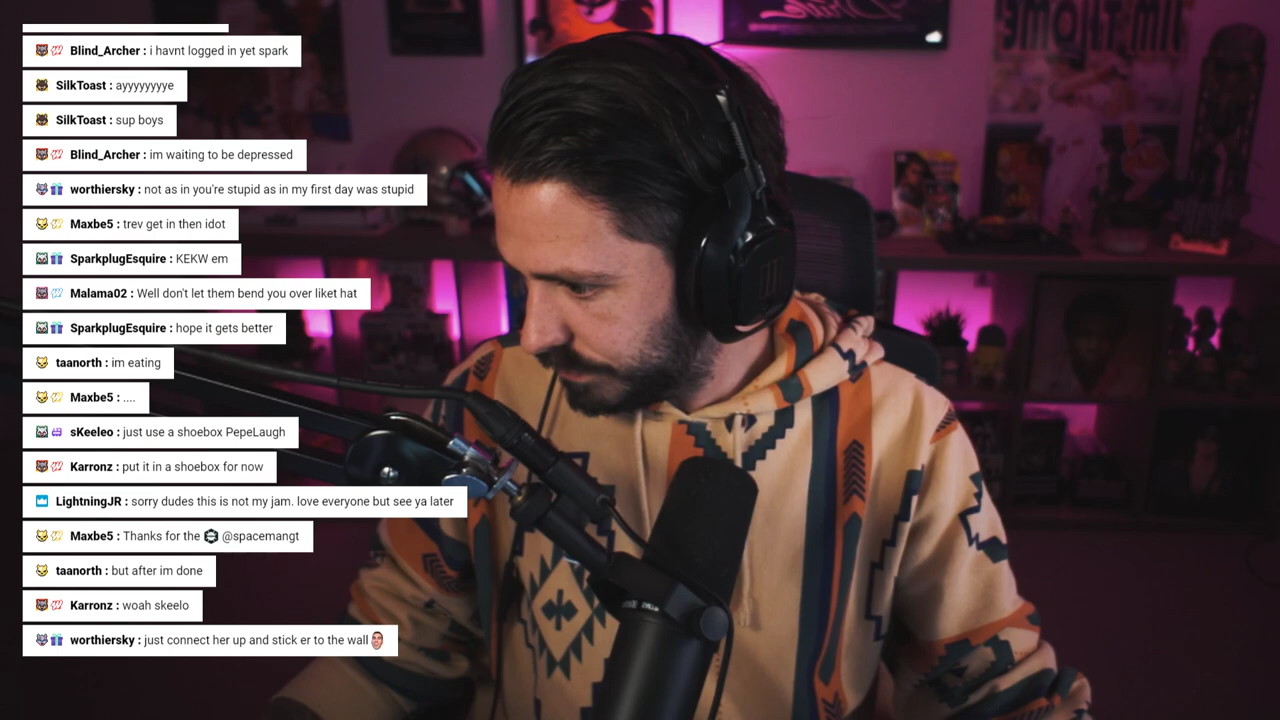 Blind_Archer : i havnt logged in yet spark
SilkToast : ayyyyyyye
SilkToast : sup boys
Blind_Archer : im waiting to be depressed
worthiersky : not as in you're stupid as in my first day was stupid
Maxbe5 : trev get in then idot
SparkplugEsquire : KEKW em
Malama02 : Well don't let them bend you over liket hat
SparkplugEsquire : hope it gets better
taanorth : im eating
Maxbe5 : ....
sKeeleo : just use a shoebox PepeLaugh
Karronz : put it in a shoebox for now
LightningJR : sorry dudes this is not my jam. love everyone but see ya later
Maxbe5 : Thanks for the @spacemangt
taanorth : but after im done
Karronz : woah skeelo
worthiersky : just connect her up and stick er to the wall
Drive
JIM THOME